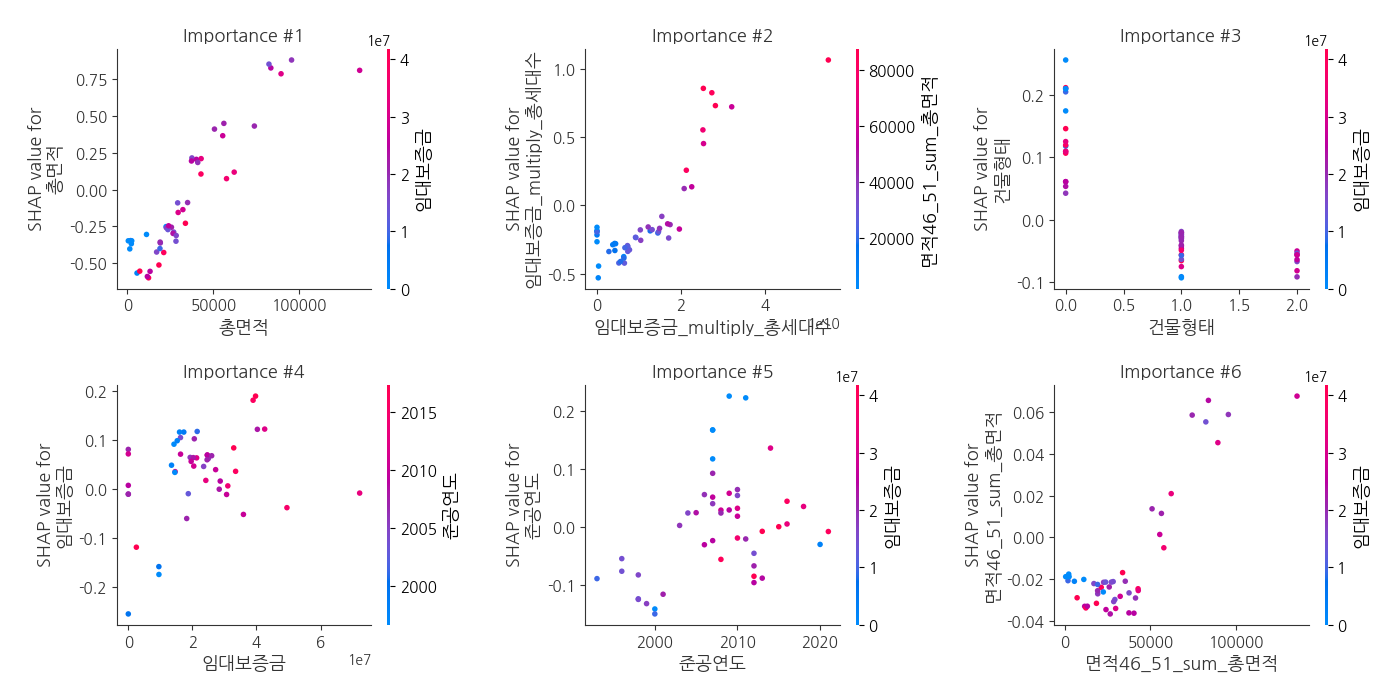 Importance #1
1e7
SHAP value for
총면적
0.75
0.50
0.25
0.00
-0.25
-0.50
0
50000
100000
총면적
4
3
2
1
0
임대보증금
Importance #2
SHAP value for
임대보증금_multiply_총세대수
1.0
0.5
0.0
-0.5
0
2
4
1e10
임대보증금_multiply_총세대수
80000
60000
40000
20000
면적46_51_sum_총면적
Importance #3
1e7
SHAP value for
건물형태
0.2
0.1
0.0
-0.1
0.0
0.5
1.0
1.5
2.0
건물형태
4
3
2
1
0
임대보증금
Importance #4
SHAP value for
임대보증금
0.2
0.1
0.0
-0.1
-0.2
0
2
4
6
1e7
임대보증금
2015
2010
2005
2000
준공연도
Importance #5
1e7
SHAP value for
준공연도
0.2
0.1
0.0
-0.1
2000
2010
2020
준공연도
4
3
2
1
0
임대보증금
Importance #6
1e7
SHAP value for
면적46_51_sum_총면적
0.06
0.04
0.02
0.00
-0.02
-0.04
0
50000
100000
면적46_51_sum_총면적
4
3
2
1
0
임대보증금